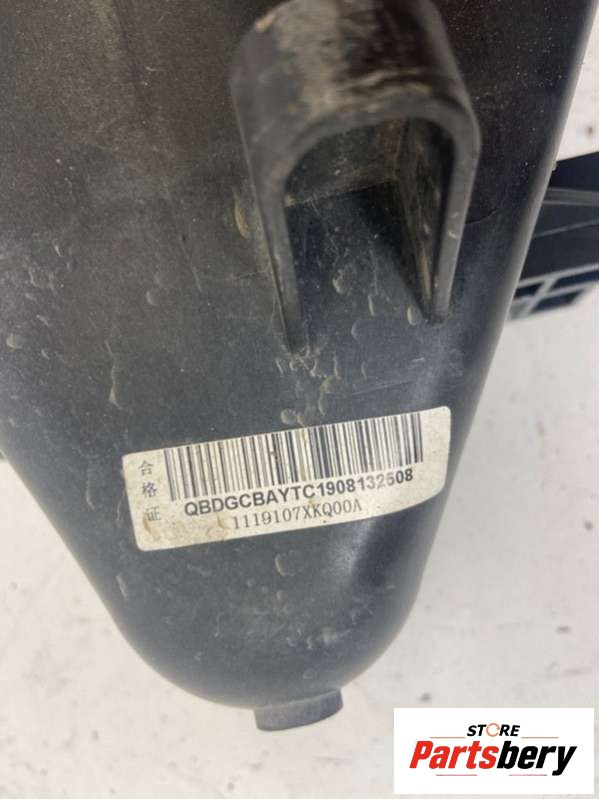 合格证
QBDGCBAYTC1908132508
1119107XKQ00A
STORE
Partsbery